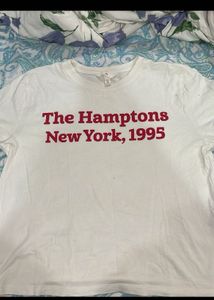 The Hamptons
New York, 1995